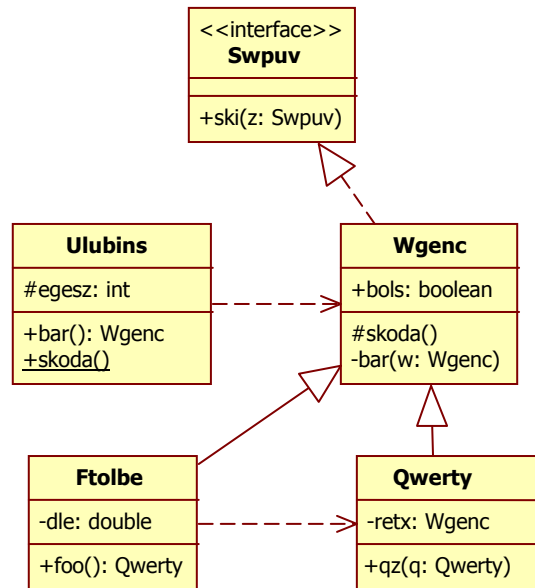 <<interface>>
Swpuv
+ski(z: Swpuv)
Ulubins
#egesz: int
+bar(): Wgenc
+skoda()
Wgenc
+bols: boolean
#skoda()
-bar(w: Wgenc)
Ftolbe
-dle: double
+foo(): Qwerty
Qwerty
-retx: Wgenc
+qz(q: Qwerty)